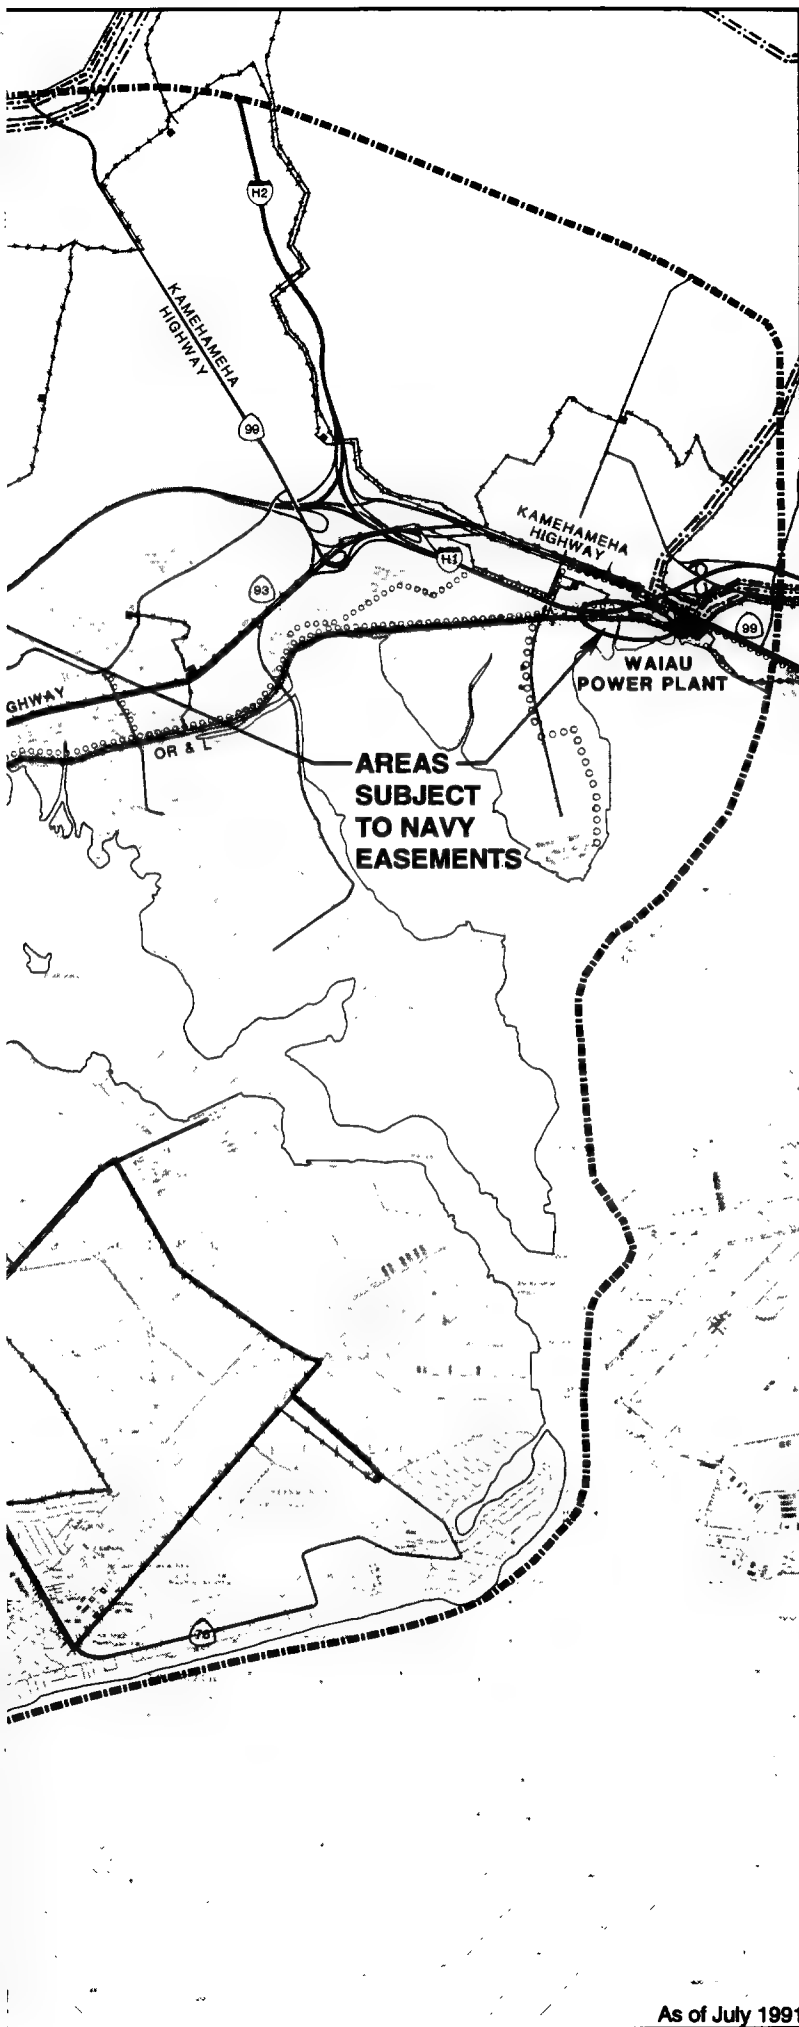 H2
KAMEHAMEHA
HIGHWAY
99
KAMEHAMEHA
HIGHWAY
H1
93
99
WAIAU
POWER PLANT
GHWAY
OR & L
AREAS
SUBJECT
TO NAVY
EASEMENTS
76
As of July 1991